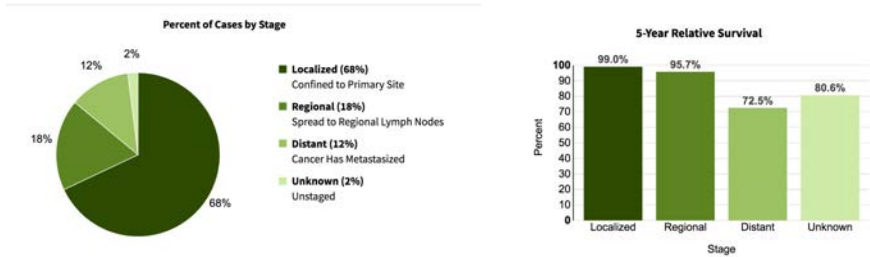 Percent of Cases by Stage
2%
12%
18%
68%
Localized (68%)
Confined to Primary Site
Regional (18%)
Spread to Regional Lymph Nodes
Distant (12%)
Cancer Has Metastasized
Unknown (2%)
Unstaged
5-Year Relative Survival
Percent
100
90
80
70
60
50
40
30
20
10
0
99.0%
95.7%
72.5%
80.6%
Localized
Regional
Distant
Unknown
Stage